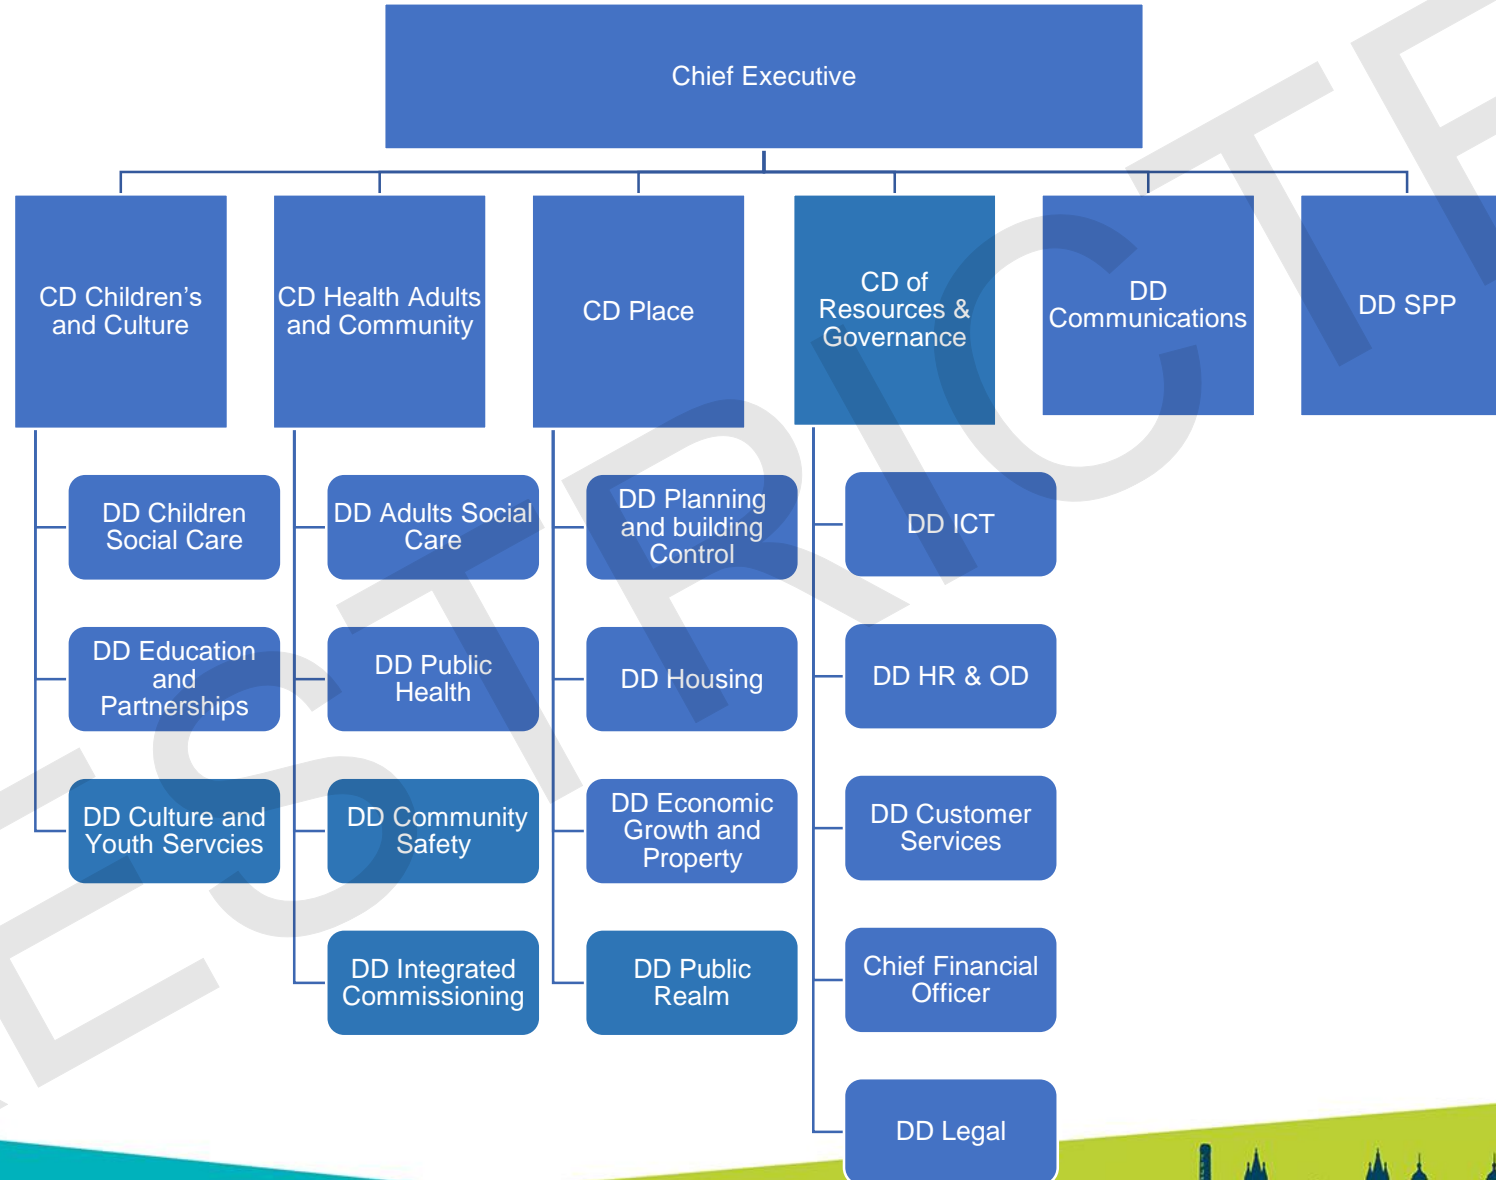 Chief Executive
CD Children's
and Culture
CD Health Adults
and Community
CD Place
CD of
Resources &
Governance
DD
Communications
DD SPP
DD Children
Social Care
DD Education
and
Partnerships
DD Culture and
Youth Servcies
DD Adults Social
Care
DD Public
Health
DD Community
Safety
DD Integrated
Commissioning
DD Planning
and building
Control
DD Housing
DD Economic
Growth and
Property
DD Public
Realm
DD ICT
DD HR & OD
DD Customer
Services
Chief Financial
Officer
DD Legal
ESTRICT